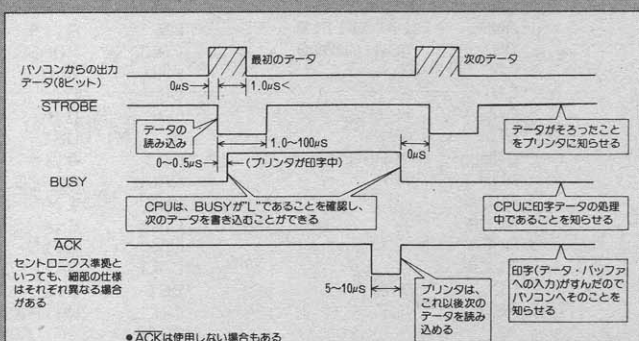 パソコンからの出力
データ(8ビット)
最初のデータ
次のデータ
0μS
1.0μS<
STROBE
データの
読み込み
1.0〜100μS
0μS
データがそろったこと
をプリンタに知らせる
0〜0.5μS
(プリンタが印字中)
BUSY
CPUは、BUSYが"L"であることを確認し、
次のデータを書き込むことができる
CPUに印字データの処理
中であることを知らせる
ACK
セントロニクス準拠と
いっても、細部の仕様
はそれぞれ異なる場合
がある
5〜10μS
プリンタは、
これ以後次の
データを読み
込める
印字(データ・バッファ
への入力)がすんだので
パソコンへそのことを
知らせる
●ACKは使用しない場合もある